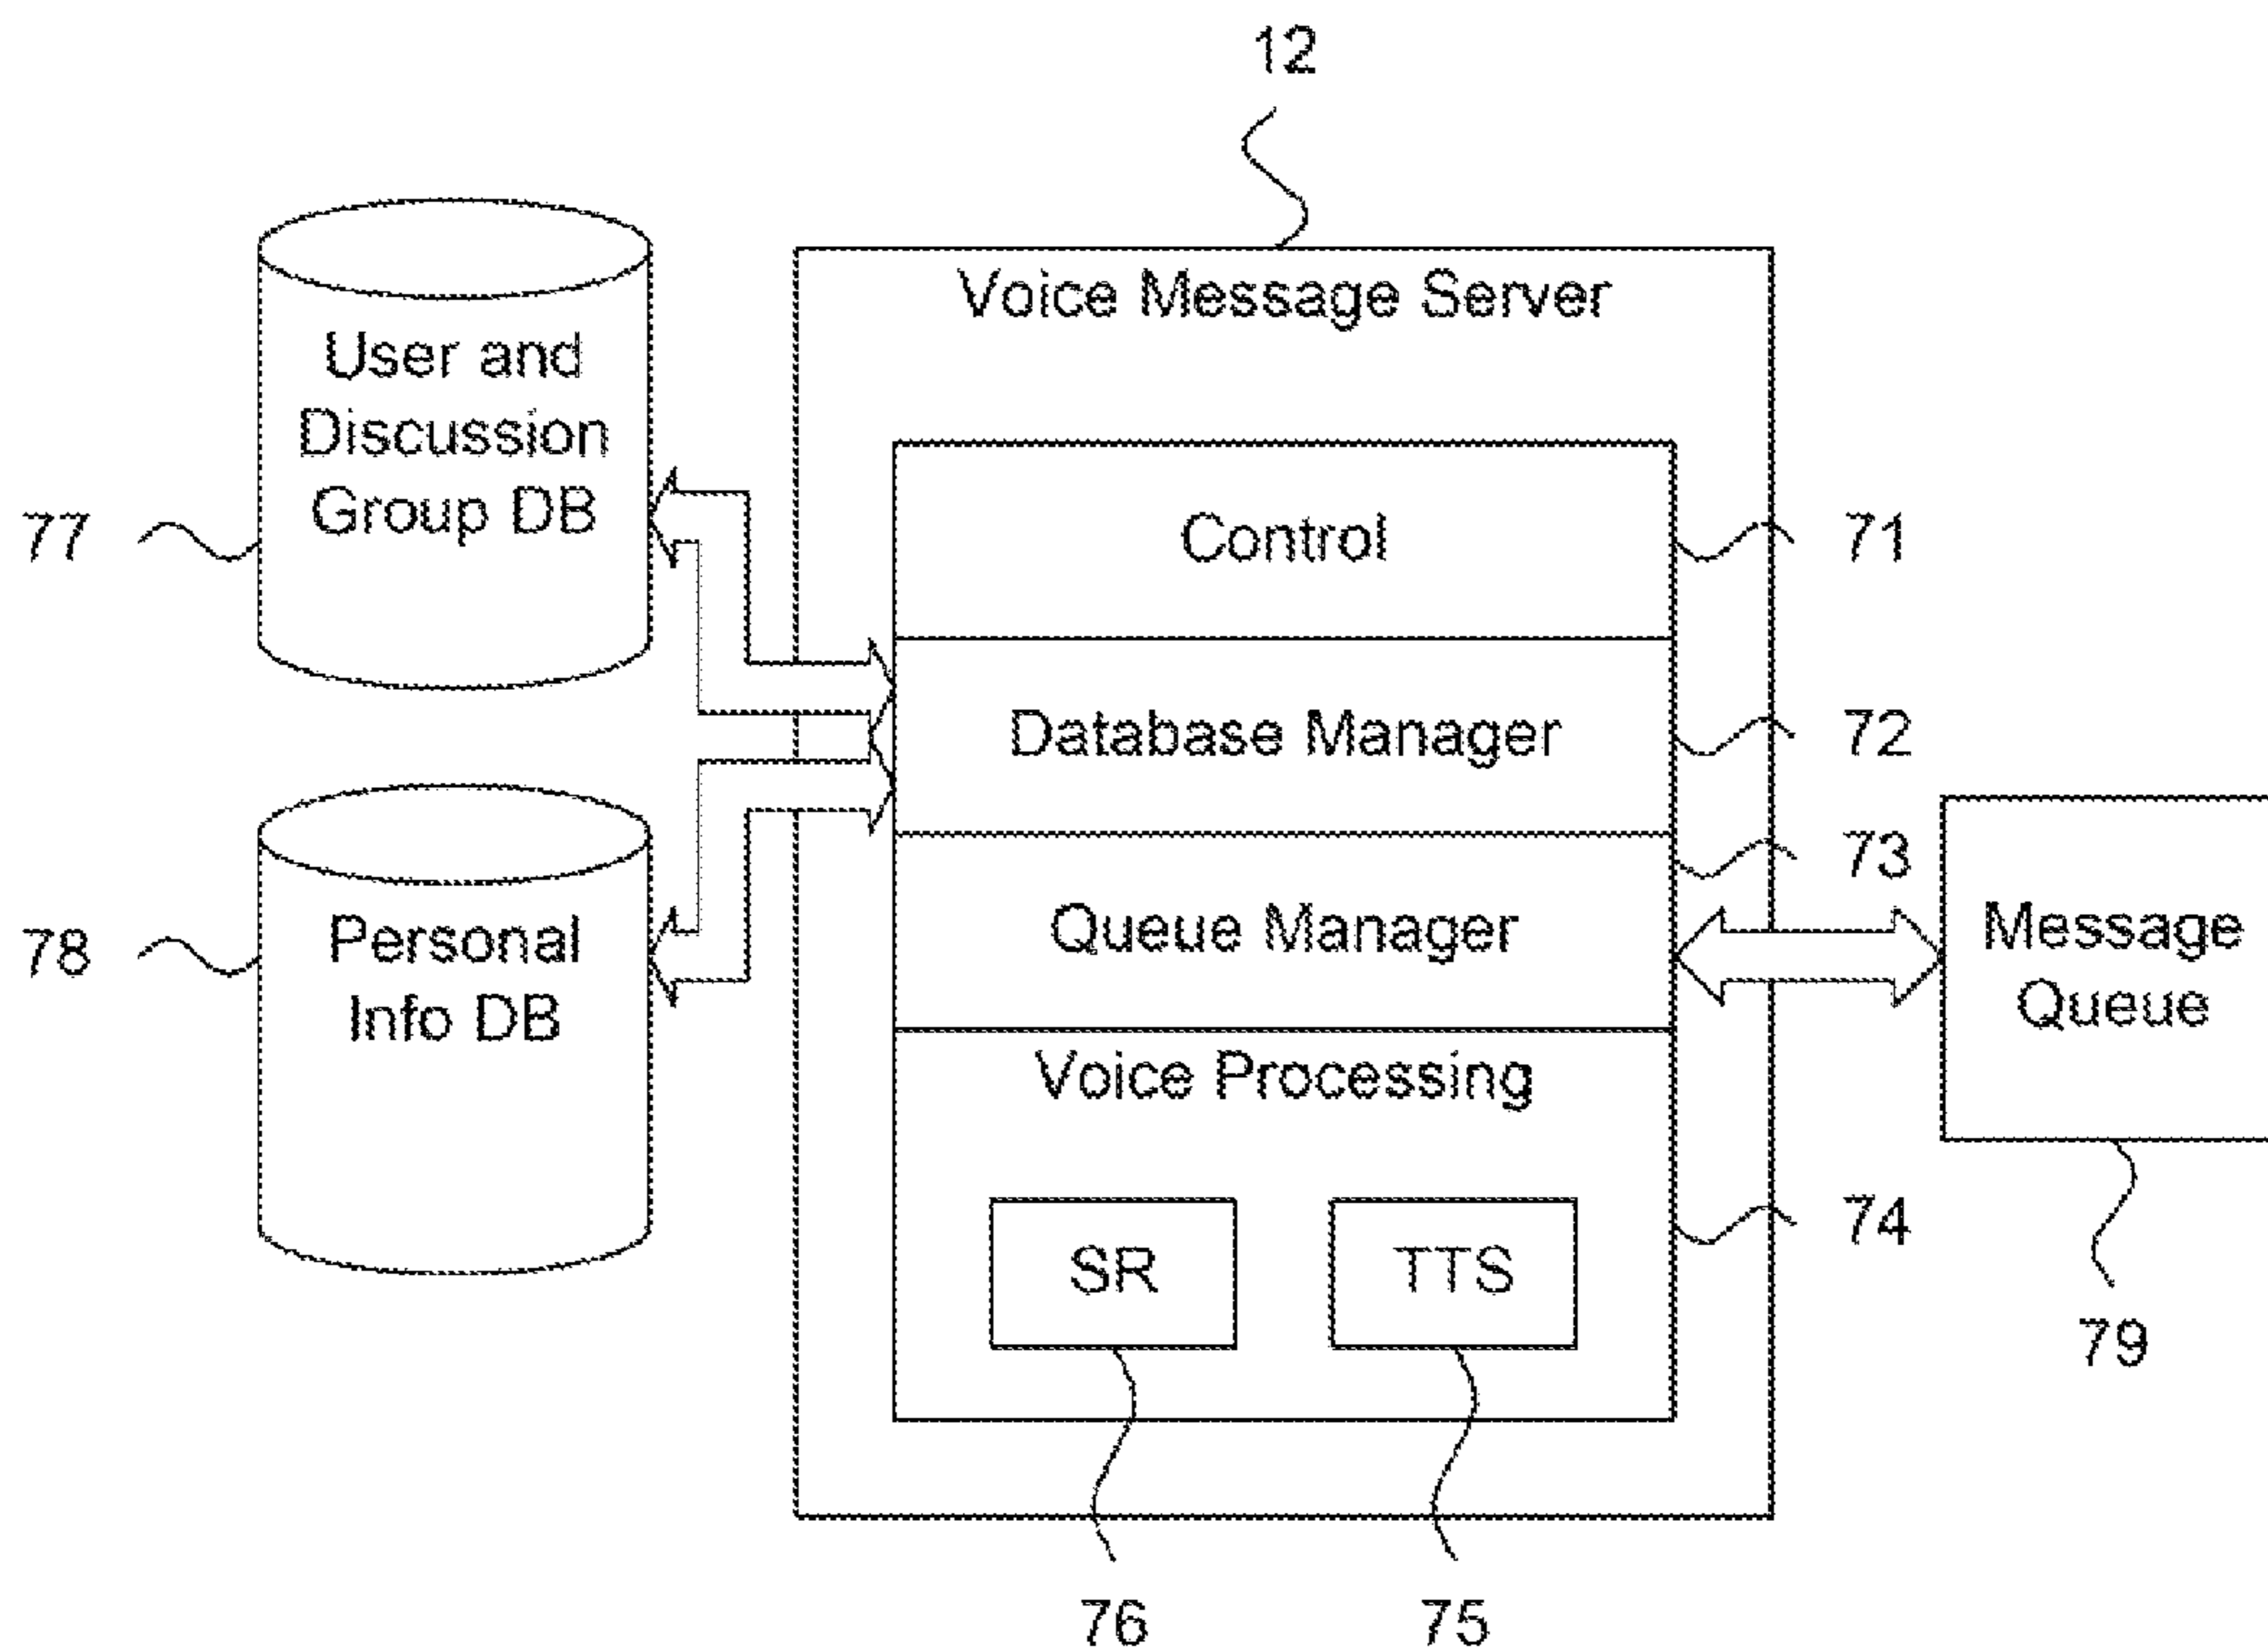 12
Voice Message Server
User and
Discussion
Group DB
77
Control
71
Database Manager
72
73
Personal
Info DB
78
Queue Manager
Message
Queue
Voice Processing
74
SR
TTS
79
76
75